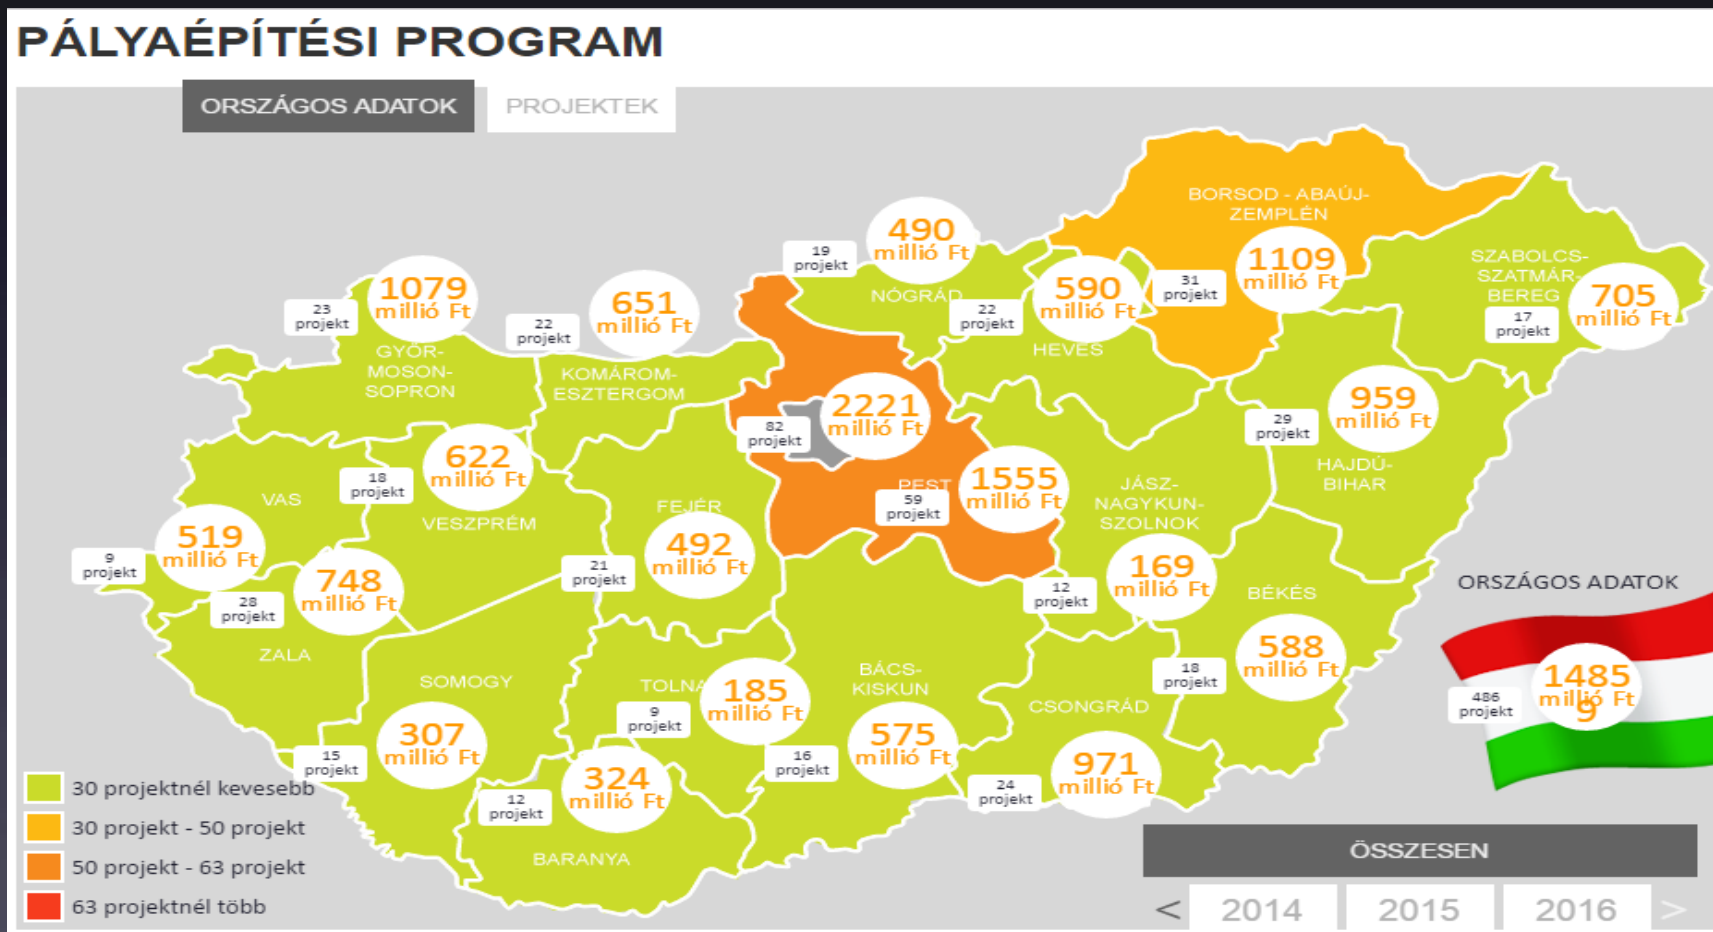 PÁLYAÉPÍTÉSI PROGRAM
ORSZÁGOS ADATOK
PROJEKTEK
BORSOD - ABAÚJ-
ZEMPLÉN
1109
millió Ft
31
projekt
SZABOLCS-
SZATMÁR-
BEREG
705
millió Ft
17
projekt
490
millió Ft
19
projekt
NÓGRÁD
590
millió Ft
22
projekt
HEVES
1079
millió Ft
23
projekt
GYŐR-
MOSON-
SOPRON
651
millió Ft
22
projekt
KOMÁROM-
ESZTERGOM
2221
millió Ft
82
projekt
959
millió Ft
29
projekt
HAJDÚ-
BIHAR
622
millió Ft
18
projekt
VESZPRÉM
VAS
519
millió Ft
9
projekt
PEST
1555
millió Ft
59
projekt
JÁSZ-
NAGYKUN-
SZOLNOK
169
millió Ft
12
projekt
FEJÉR
492
millió Ft
21
projekt
748
millió Ft
28
projekt
ZALA
BÉKÉS
588
millió Ft
18
projekt
SOMOGY
307
millió Ft
15
projekt
TOLNA
185
millió Ft
9
projekt
BÁCS-
KISKUN
575
millió Ft
16
projekt
CSONGRÁD
971
millió Ft
24
projekt
324
millió Ft
12
projekt
BARANYA
ORSZÁGOS ADATOK
1485
9
millió Ft
486
projekt
30 projektnél kevesebb
30 projekt - 50 projekt
50 projekt - 63 projekt
63 projektnél több
ÖSSZESEN
< 2014 2015 2016 >